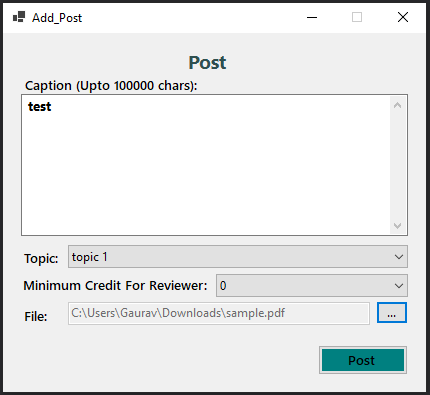 Add_Post
Post
Caption (Upto 100000 chars):
test
Topic: topic 1
Minimum Credit For Reviewer: 0
File: C:\Users\Gaurav\Downloads\sample.pdf ...
Post